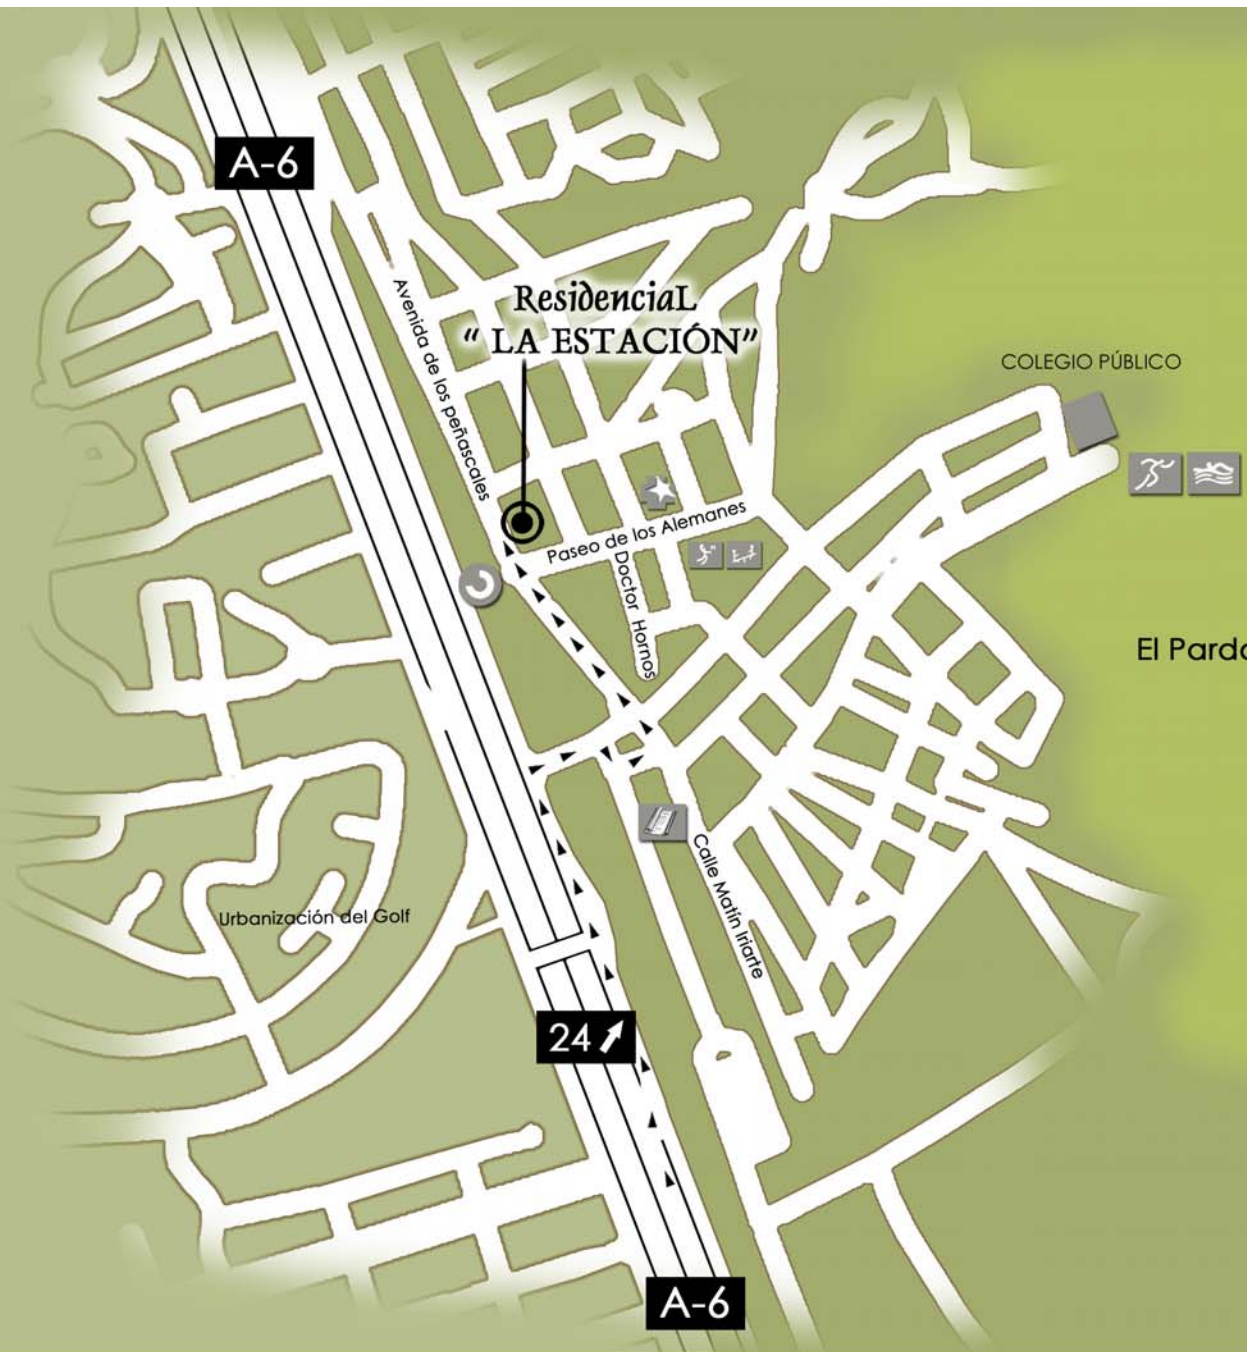 A-6
Avenida de los peñascales
ResidenciaL
“ LA ESTACIÓN”
COLEGIO PÚBLICO
Paseo de los Alemanes
Doctor Hornos
El Pardo
Calle Matín Iriarte
Urbanización del Golf
24
A-6